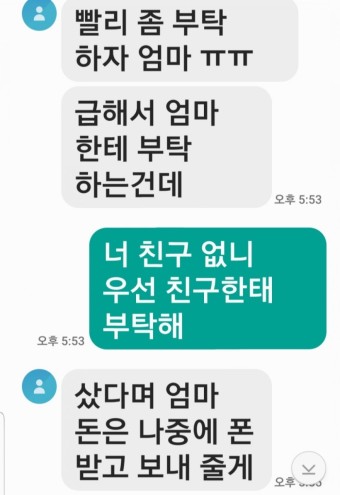 빨리 좀 부탁
하자 엄마 ㅠㅠ
급해서 엄마
한테 부탁
하는건데
오후 5:53
너 친구 없니
우선 친구한태
부탁해
오후 5:53
샀다며 엄마
돈은 나중에 폰
받고 보내 줄게
오후